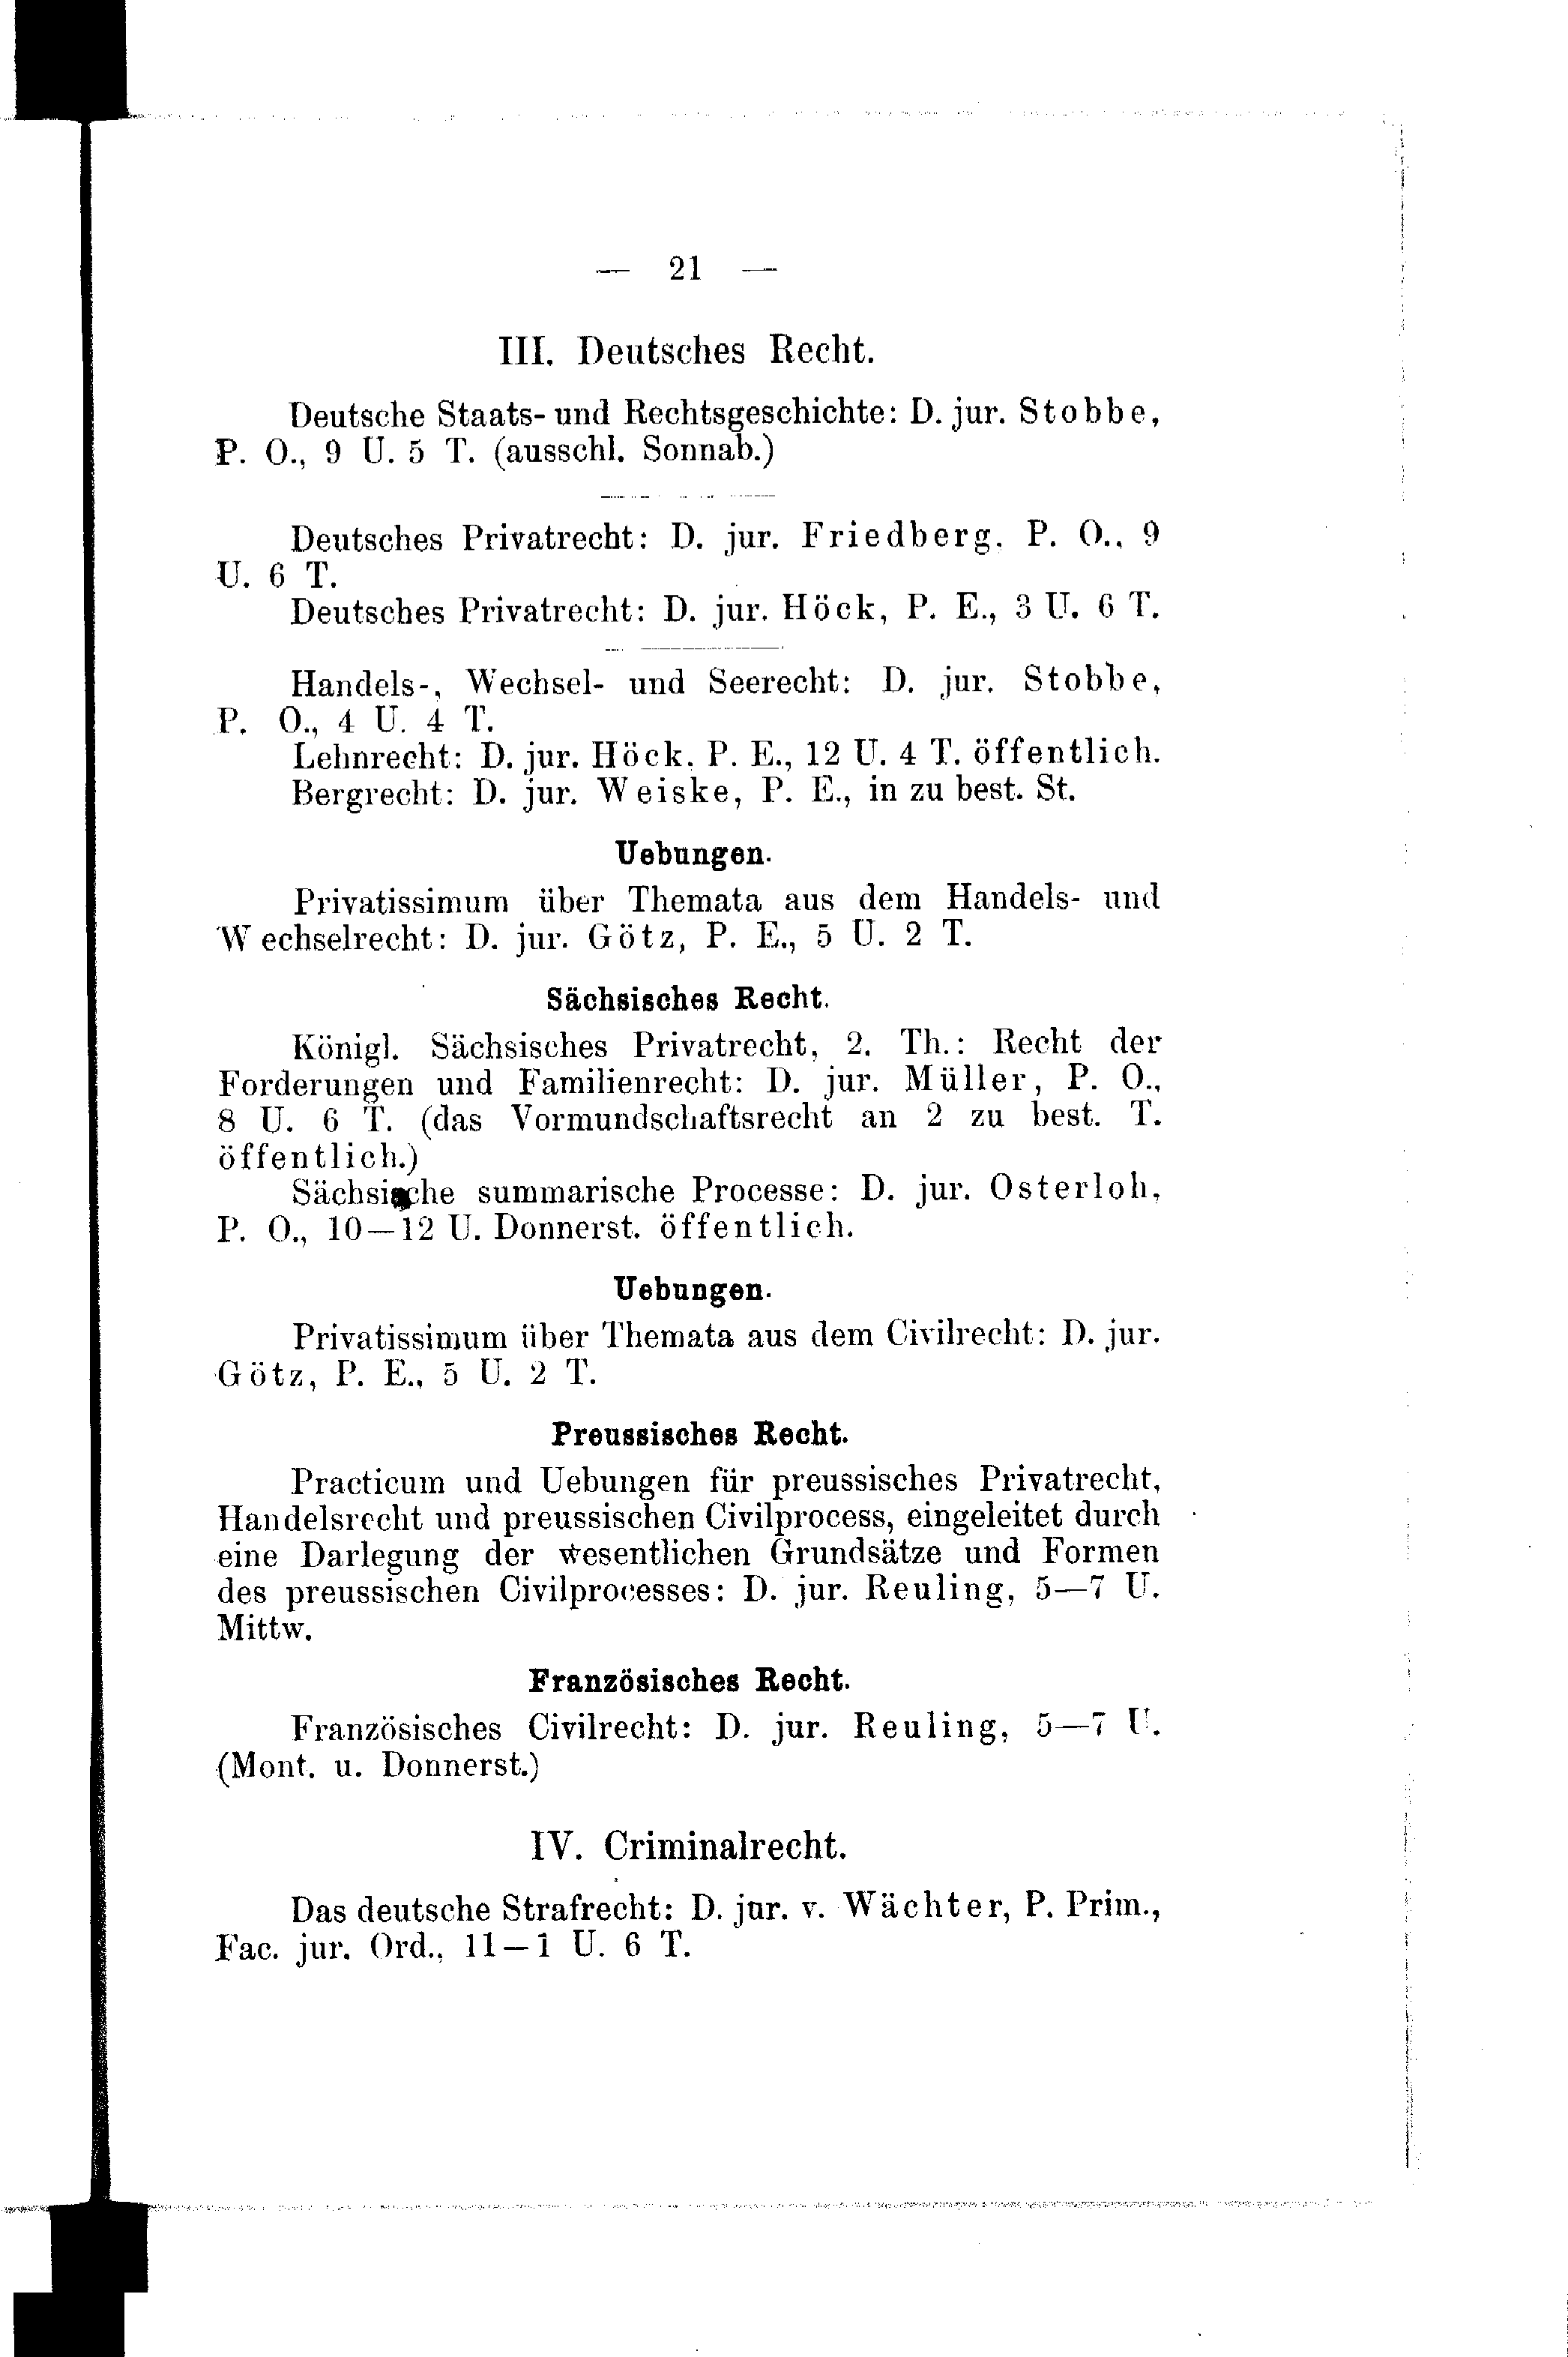 — 21 —
III. Deutsches Recht.
Deutsche Staats- und Rechtsgeschichte: D. jur. Stobbe,
P. O., 9 U. 5 T. (ausschl. Sonnab.)
Deutsches Privatrecht: D. jur. Friedberg, P. O., 9
U. 6 T.
Deutsches Privatrecht: D. jur. Höck, P. E., 3 U. 6 T.
Handels-, Wechsel- und Seerecht: D. jur. Stobbe,
P. O., 4 U. 4 T.
Lehnrecht: D. jur. Höck, P. E., 12 U. 4 T. öffentlich.
Bergrecht: D. jur. Weiske, P. E., in zu best. St.
Uebungen.
Privatissimum über Themata aus dem Handels- und
Wechselrecht: D. jur. Götz, P. E., 5 U. 2 T.
Sächsisches Recht.
Königl. Sächsisches Privatrecht, 2. Th.: Recht der
Forderungen und Familienrecht: D. jur. Müller, P. O.,
8 U. 6 T. (das Vormundschaftsrecht an 2 zu best. T.
öffentlich.)
Sächsische summarische Processe: D. jur. Osterloh,
P. O., 10—12 U. Donnerst. öffentlich.
Uebungen.
Privatissimum über Themata aus dem Civilrecht: D. jur.
Götz, P. E., 5 U. 2 T.
Preussisches Recht.
Practicum und Uebungen für preussisches Privatrecht,
Handelsrecht und preussischen Civilprocess, eingeleitet durch
eine Darlegung der wesentlichen Grundsätze und Formen
des preussischen Civilprocesses: D. jur. Reuling, 5—7 U.
Mittw.
Französisches Recht.
Französisches Civilrecht: D. jur. Reuling, 5—7 U.
(Mont. u. Donnerst.)
IV. Criminalrecht.
Das deutsche Strafrecht: D. jur. v. Wächter, P. Prim.,
Fac. jur. Ord., 11—1 U. 6 T.